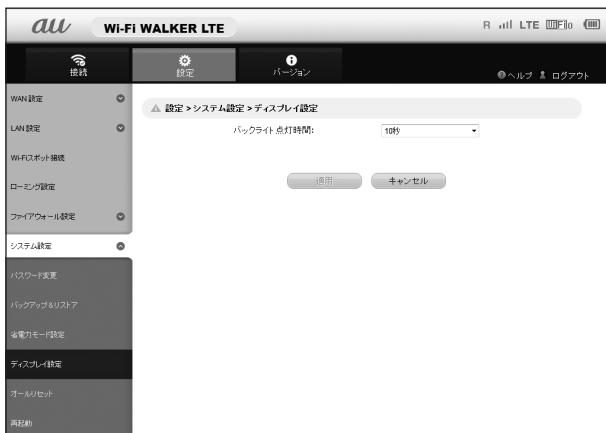 au Wi-Fi WALKER LTE
R LTE
接続 設定 バージョン
ヘルプ ログアウト
WAN設定
LAN設定
Wi-Fiスポット接続
ローミング設定
ファイアウォール設定
システム設定
パスワード変更
バックアップ&リストア
省電力モード設定
ディスプレイ設定
オールリセット
再起動
設定 > システム設定 > ディスプレイ設定
バックライト点灯時間: 10秒
適用 キャンセル